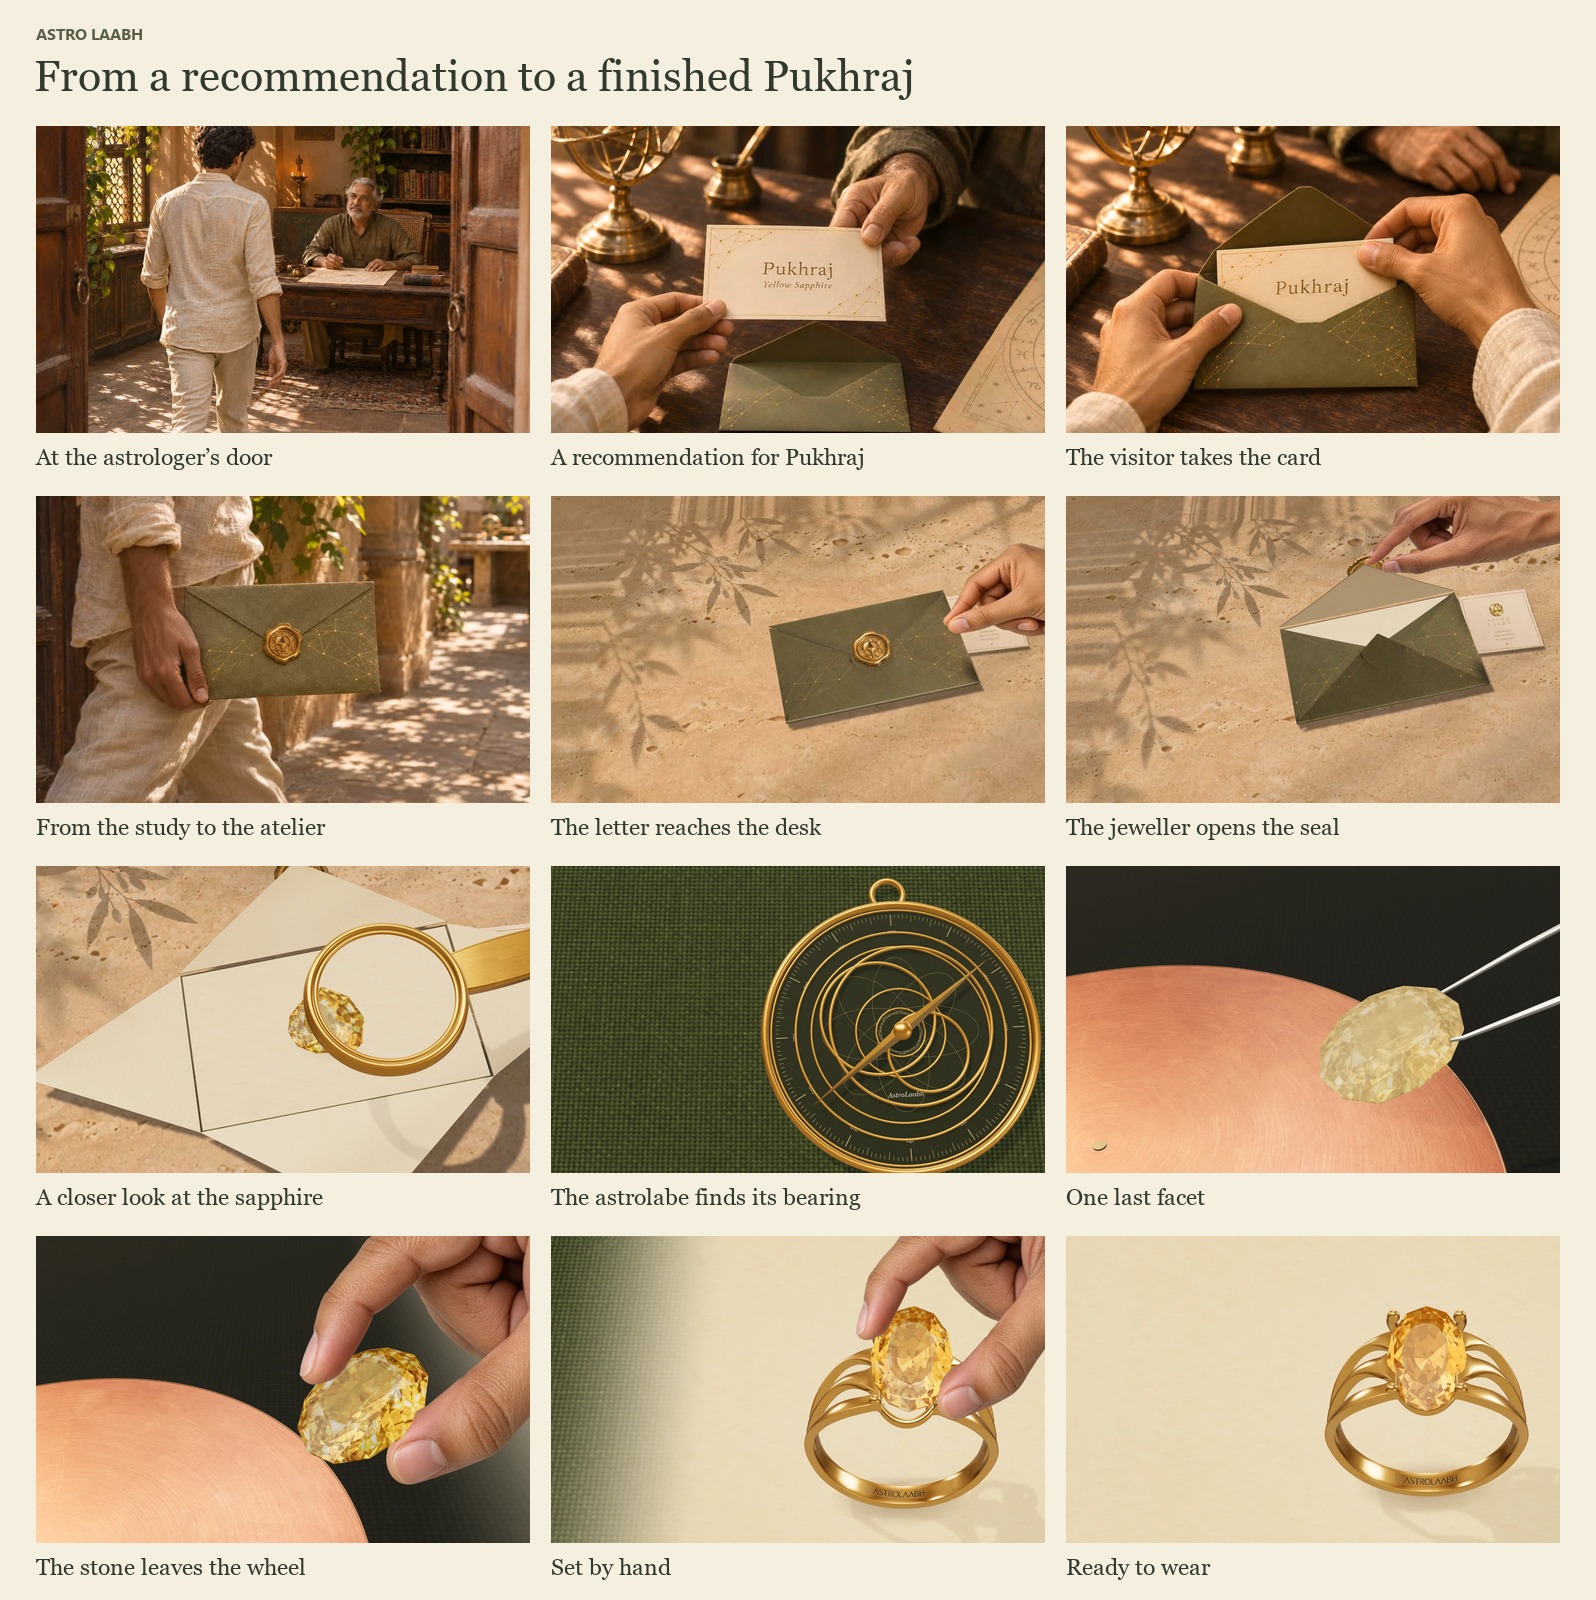 ASTRO LAABH
From a recommendation to a finished Pukhraj
Pukhraj
Yellow Sapphire
Pukhraj
At the astrologer's door
A recommendation for Pukhraj
The visitor takes the card
ASTRO
LAABH
From the study to the atelier
The letter reaches the desk
The jeweller opens the seal
AstroLaabh
A closer look at the sapphire
The astrolabe finds its bearing
One last facet
ASTROLAABH
ASTROLAABH
The stone leaves the wheel
Set by hand
Ready to wear